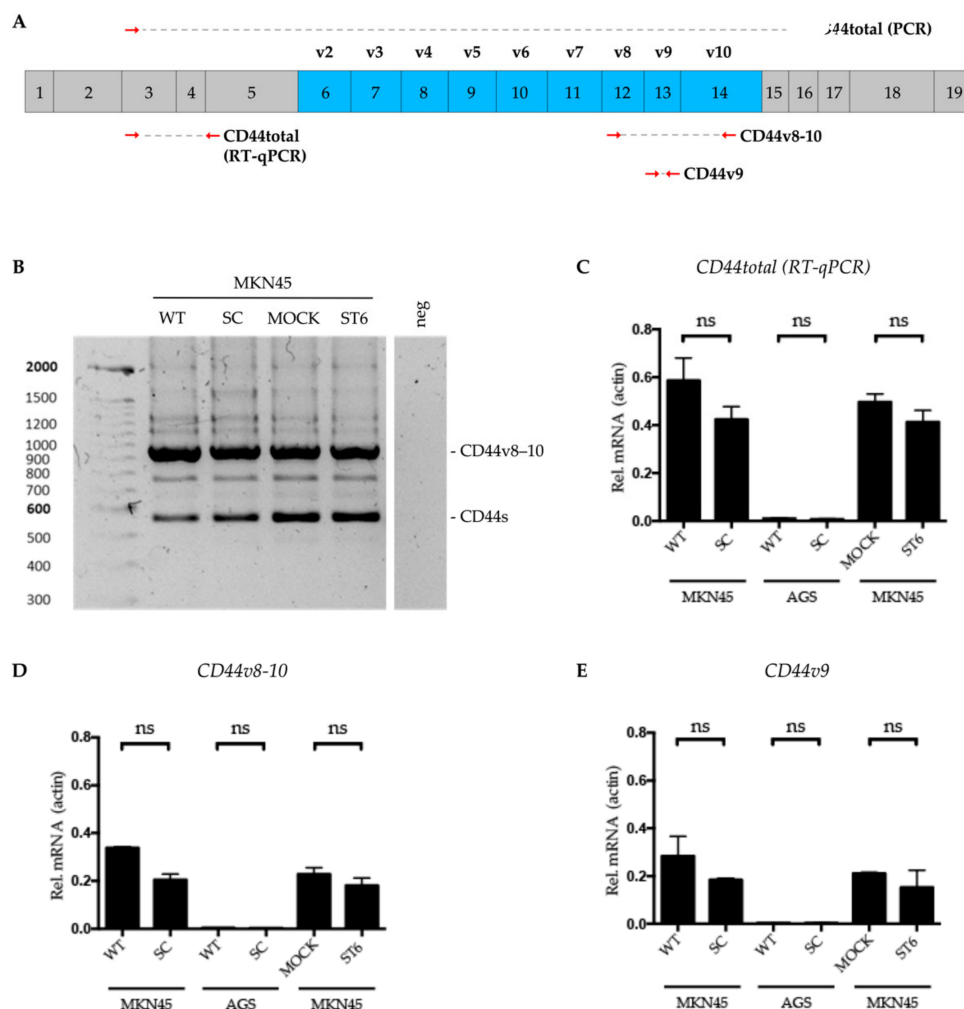 A
44total (PCR)
v2 v3 v4 v5 v6 v7 v8 v9 v10
1 2 3 4 5 6 7 8 9 10 11 12 13 14 15 16 17 18 19
CD44total
(RT-qPCR)
CD44v8-10
CD44v9
B
MKN45
WT SC MOCK ST6
neg
2000
1500
1200
1000
900
800
700
600
500
400
300
- CD44v8–10
- CD44s
C
CD44total (RT-qPCR)
ns ns ns
Rel. mRNA (actin)
0.8
0.6
0.4
0.2
0.0
WT SC WT SC MOCK ST6
MKN45 AGS MKN45
D
CD44v8-10
ns ns ns
Rel. mRNA (actin)
0.8
0.6
0.4
0.2
0.0
WT SC WT SC MOCK ST6
MKN45 AGS MKN45
E
CD44v9
ns ns ns
Rel. mRNA (actin)
0.8
0.6
0.4
0.2
0.0
WT SC WT SC MOCK ST6
MKN45 AGS MKN45